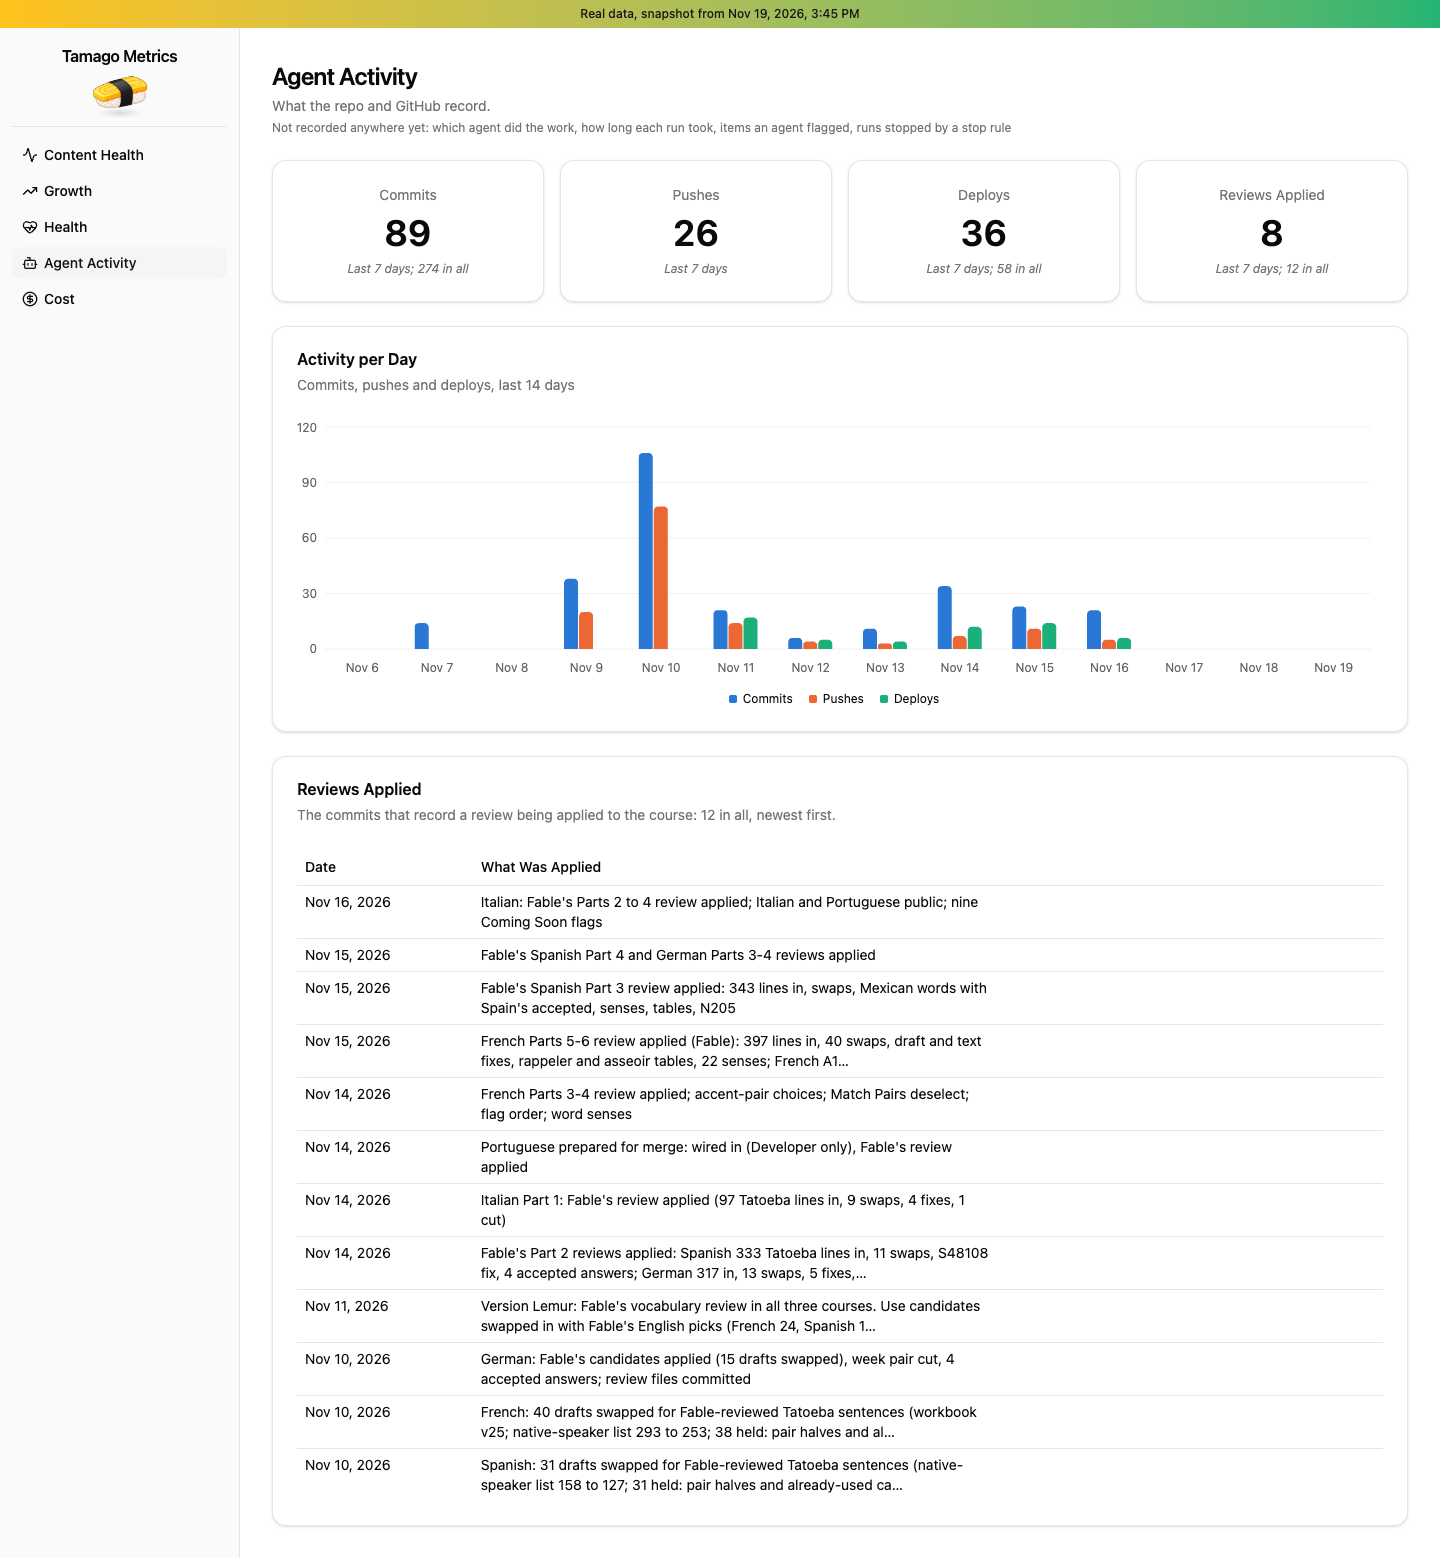 Real data, snapshot from Nov 19, 2026, 3:45 PM
Tamago Metrics
Content Health
Growth
Health
Agent Activity
Cost
Agent Activity
What the repo and GitHub record.
Not recorded anywhere yet: which agent did the work, how long each run took, items an agent flagged, runs stopped by a stop rule
Commits
89
Last 7 days; 274 in all
Pushes
26
Last 7 days
Deploys
36
Last 7 days; 58 in all
Reviews Applied
8
Last 7 days; 12 in all
Activity per Day
Commits, pushes and deploys, last 14 days
120
90
60
30
0
Nov 6 Nov 7 Nov 8 Nov 9 Nov 10 Nov 11 Nov 12 Nov 13 Nov 14 Nov 15 Nov 16 Nov 17 Nov 18 Nov 19
Commits Pushes Deploys
Reviews Applied
The commits that record a review being applied to the course: 12 in all, newest first.
Date What Was Applied
Nov 16, 2026 Italian: Fable's Parts 2 to 4 review applied; Italian and Portuguese public; nine
Coming Soon flags
Nov 15, 2026 Fable's Spanish Part 4 and German Parts 3-4 reviews applied
Nov 15, 2026 Fable's Spanish Part 3 review applied: 343 lines in, swaps, Mexican words with
Spain's accepted, senses, tables, N205
Nov 15, 2026 French Parts 5-6 review applied (Fable): 397 lines in, 40 swaps, draft and text
fixes, rappeler and asseoir tables, 22 senses; French A1...
Nov 14, 2026 French Parts 3-4 review applied; accent-pair choices; Match Pairs deselect;
flag order; word senses
Nov 14, 2026 Portuguese prepared for merge: wired in (Developer only), Fable's review
applied
Nov 14, 2026 Italian Part 1: Fable's review applied (97 Tatoeba lines in, 9 swaps, 4 fixes, 1
cut)
Nov 14, 2026 Fable's Part 2 reviews applied: Spanish 333 Tatoeba lines in, 11 swaps, S48108
fix, 4 accepted answers; German 317 in, 13 swaps, 5 fixes,...
Nov 11, 2026 Version Lemur: Fable's vocabulary review in all three courses. Use candidates
swapped in with Fable's English picks (French 24, Spanish 1...
Nov 10, 2026 German: Fable's candidates applied (15 drafts swapped), week pair cut, 4
accepted answers; review files committed
Nov 10, 2026 French: 40 drafts swapped for Fable-reviewed Tatoeba sentences (workbook
v25; native-speaker list 293 to 253; 38 held: pair halves and al...
Nov 10, 2026 Spanish: 31 drafts swapped for Fable-reviewed Tatoeba sentences (native-
speaker list 158 to 127; 31 held: pair halves and already-used ca...